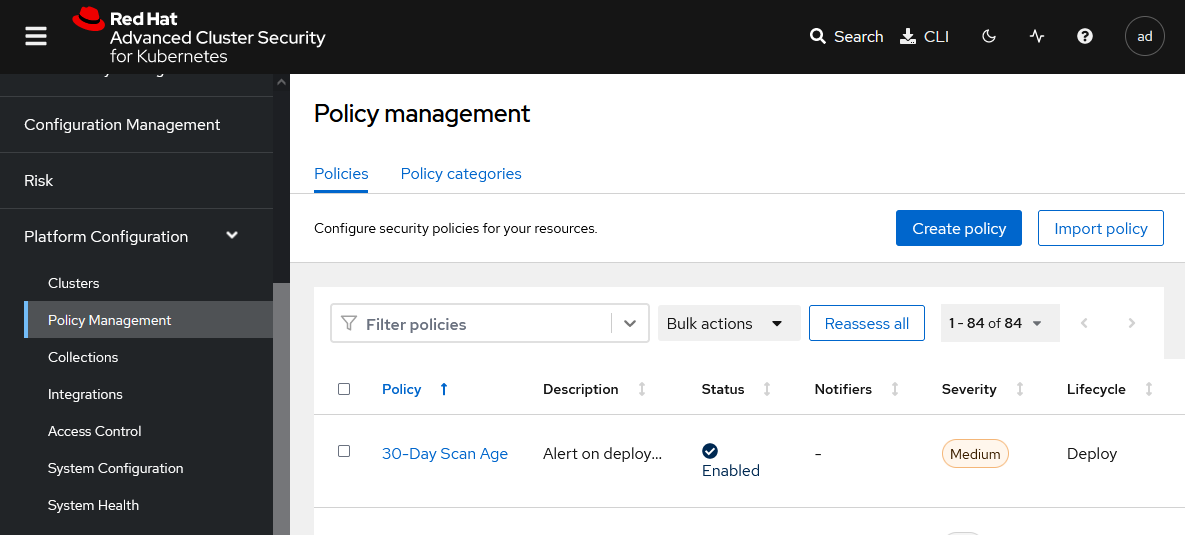 Red Hat
Advanced Cluster Security
for Kubernetes
Search
CLI
ad
Configuration Management
Risk
Platform Configuration
Clusters
Policy Management
Collections
Integrations
Access Control
System Configuration
System Health
Policy management
Policies
Policy categories
Configure security policies for your resources.
Create policy
Import policy
Filter policies
Bulk actions
Reassess all
1 - 84 of 84
Policy
Description
Status
Notifiers
Severity
Lifecycle
30-Day Scan Age
Alert on deploy...
Enabled
-
Medium
Deploy